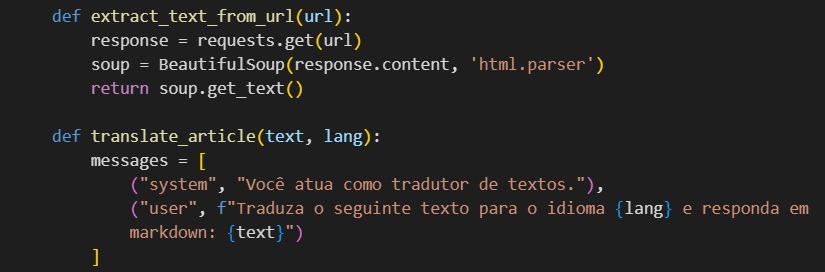 def extract_text_from_url(url):
    response = requests.get(url)
    soup = BeautifulSoup(response.content, 'html.parser')
    return soup.get_text()

def translate_article(text, lang):
    messages = [
        ("system", "Você atua como tradutor de textos."),
        ("user", f"Traduza o seguinte texto para o idioma {lang} e responda em
        markdown: {text}")
    ]